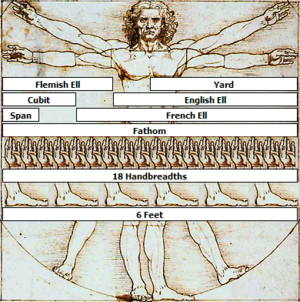 Flemish Ell Yard
Cubit English Ell
Span French Ell
Fathom
18 Handbreadths
6 Feet